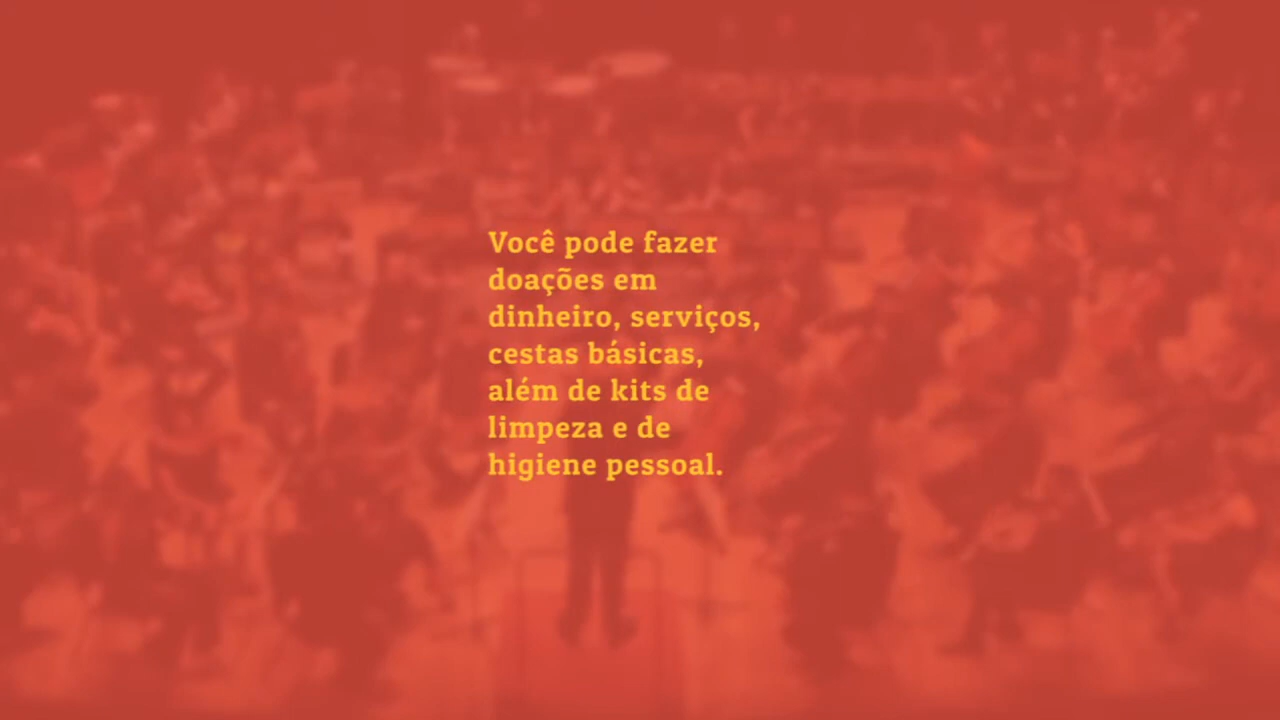 Você pode fazer
doações em
dinheiro, serviços,
cestas básicas,
além de kits de
limpeza e de
higiene pessoal.